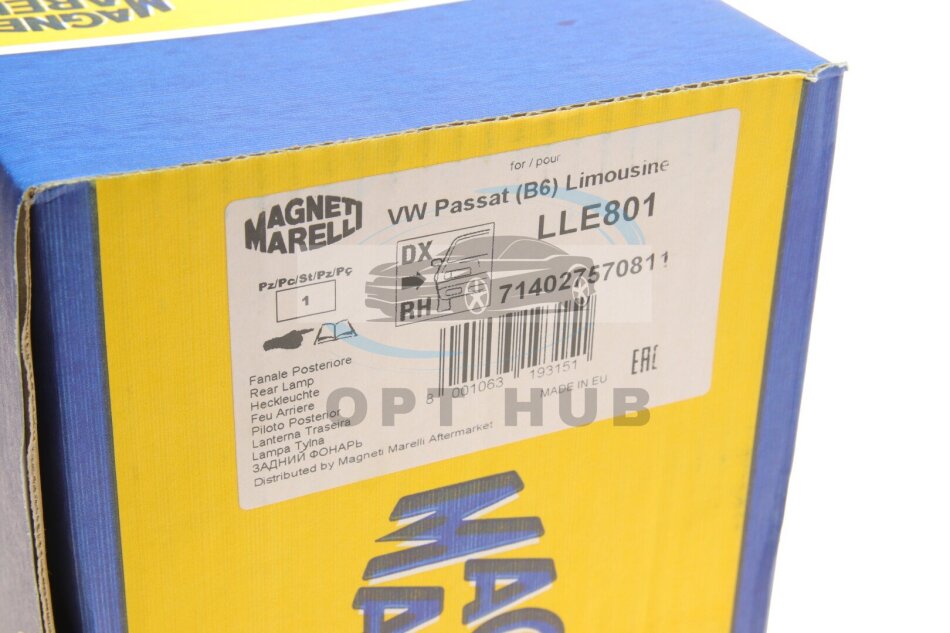 MAGNETI
MARELLI
for / pour
VW Passat (B6) Limousine
MAGNETI
MARELLI
LLE801
DX
RH
Pz/Pc/St/Pz/Pç
1
714027570811
8 001063 193151
MADE IN EU
EAC
Fanale Posteriore
Rear Lamp
Heckleuchte
Feu Arriere
Piloto Posterior
Lanterna Traseira
Lampa Tylna
ЗАДНИЙ ФОНАРЬ
Distributed by Magneti Marelli Aftermarket
OPT HUB